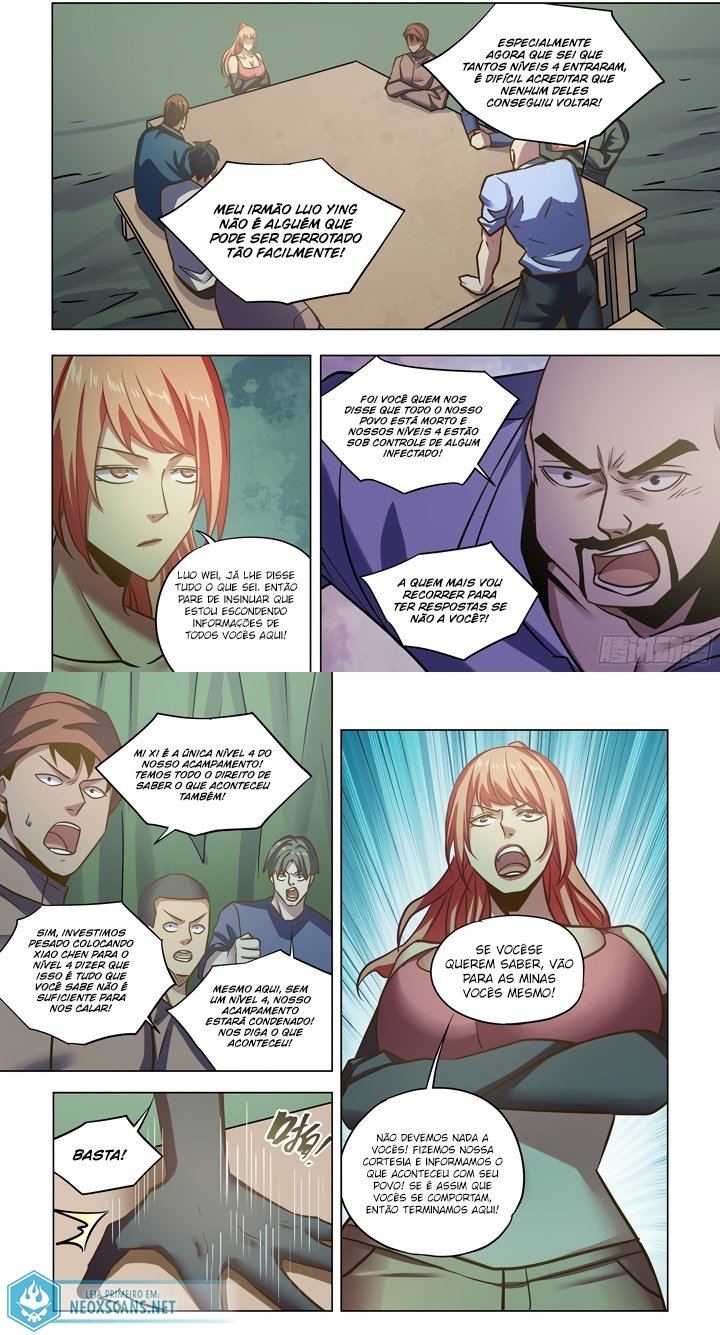 ESPECIALMENTE
AGORA QUE SEI QUE
TANTOS NÍVEIS 4 ENTRARAM,
É DIFÍCIL ACREDITAR QUE
NENHUM DELES
CONSEGUIU VOLTAR!
MEU IRMÃO LUO YING
NÃO É ALGUÉM QUE
PODE SER DERROTADO
TÃO FACILMENTE!
FOI VOCÊ QUEM NOS
DISSE QUE TODO O NOSSO
POVO ESTÁ MORTO E
NOSSOS NÍVEIS 4 ESTÃO
SOB CONTROLE DE ALGUM
INFECTADO!
LUO WEI, JÁ LHE DISSE
TUDO O QUE SEI. ENTÃO
PARE DE INSINUAR QUE
ESTOU ESCONDENDO
INFORMAÇÕES DE
TODOS VOCÊS AQUI!
A QUEM MAIS VOU
RECORRER PARA
TER RESPOSTAS SE
NÃO A VOCÊ?!
腾讯动漫
MI XI É A ÚNICA NÍVEL 4 DO
NOSSO ACAMPAMENTO!
TEMOS TODO O DIREITO DE
SABER O QUE ACONTECEU
TAMBÉM!
SIM, INVESTIMOS
PESADO COLOCANDO
XIAO CHEN PARA O
NÍVEL 4 DIZER QUE
ISSO É TUDO QUE
VOCÊ SABE NÃO É
SUFICIENTE PARA
NOS CALAR!
MESMO AQUI, SEM
UM NÍVEL 4, NOSSO
ACAMPAMENTO
ESTARÁ CONDENADO!
NOS DIGA O QUE
ACONTECEU!
SE VOCÊSE
QUEREM SABER, VÃO
PARA AS MINAS
VOCÊS MESMO!
NÃO DEVEMOS NADA A
VOCÊS! FIZEMOS NOSSA
CORTESIA E INFORMAMOS O
QUE ACONTECEU COM SEU
POVO! SE É ASSIM QUE
VOCÊS SE COMPORTAM,
ENTÃO TERMINAMOS AQUI!
BASTA!
LEIA PRIMEIRO EM:
NEOXSCANS.NET